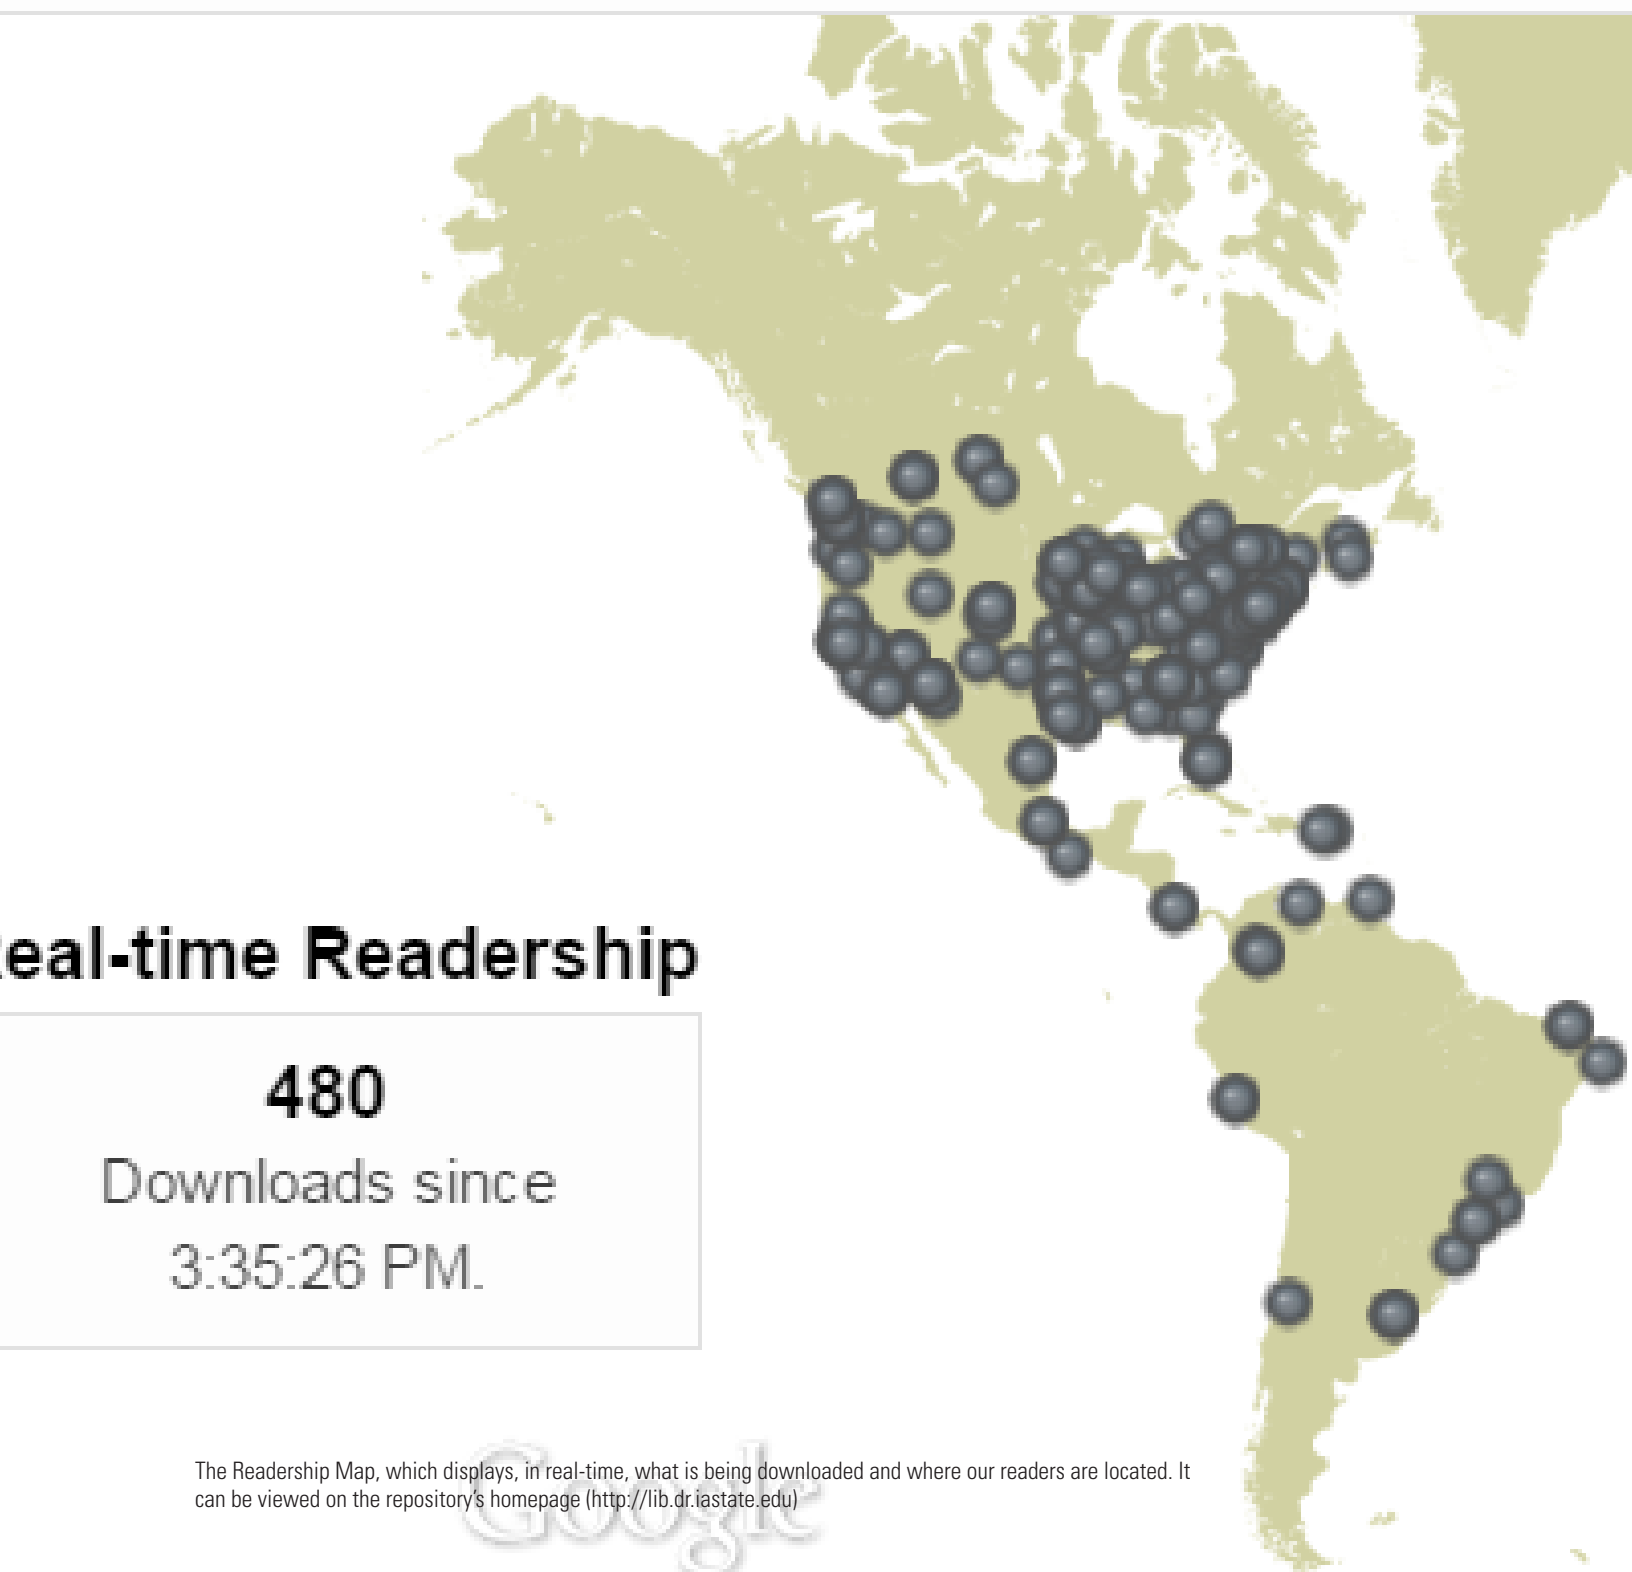 eal-time Readership
480
Downloads since
3:35:26 PM.
The Readership Map, which displays, in real-time, what is being downloaded and where our readers are located. It
can be viewed on the repository's homepage (http://lib.dr.iastate.edu)
Google